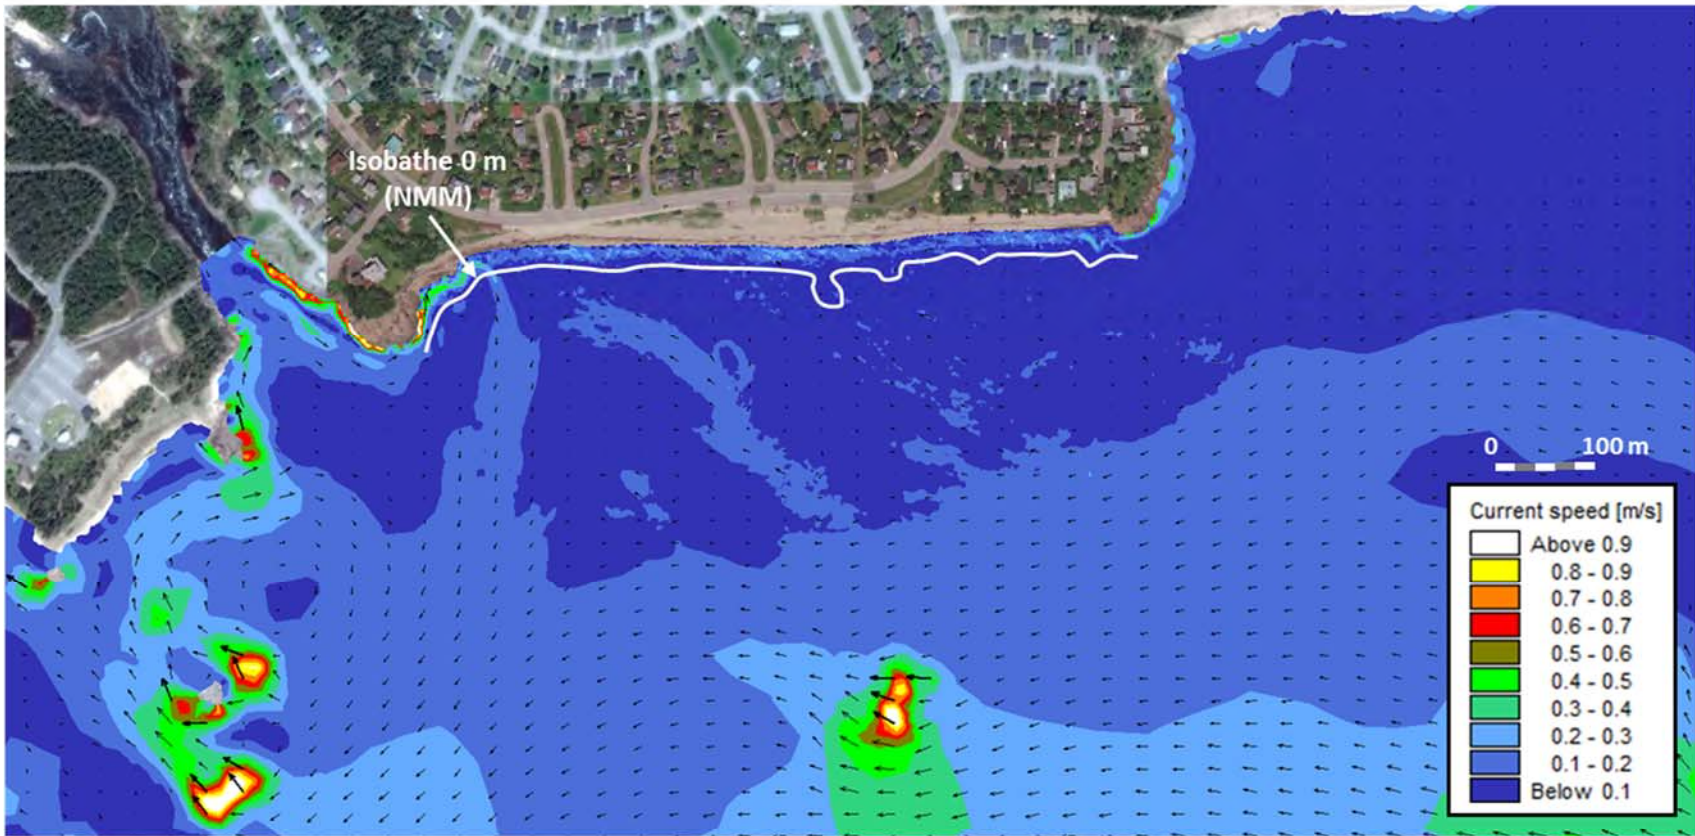 Isobathe 0 m
(NMM)
0 100 m
Current speed [m/s]
Above 0.9
0.8 - 0.9
0.7 - 0.8
0.6 - 0.7
0.5 - 0.6
0.4 - 0.5
0.3 - 0.4
0.2 - 0.3
0.1 - 0.2
Below 0.1